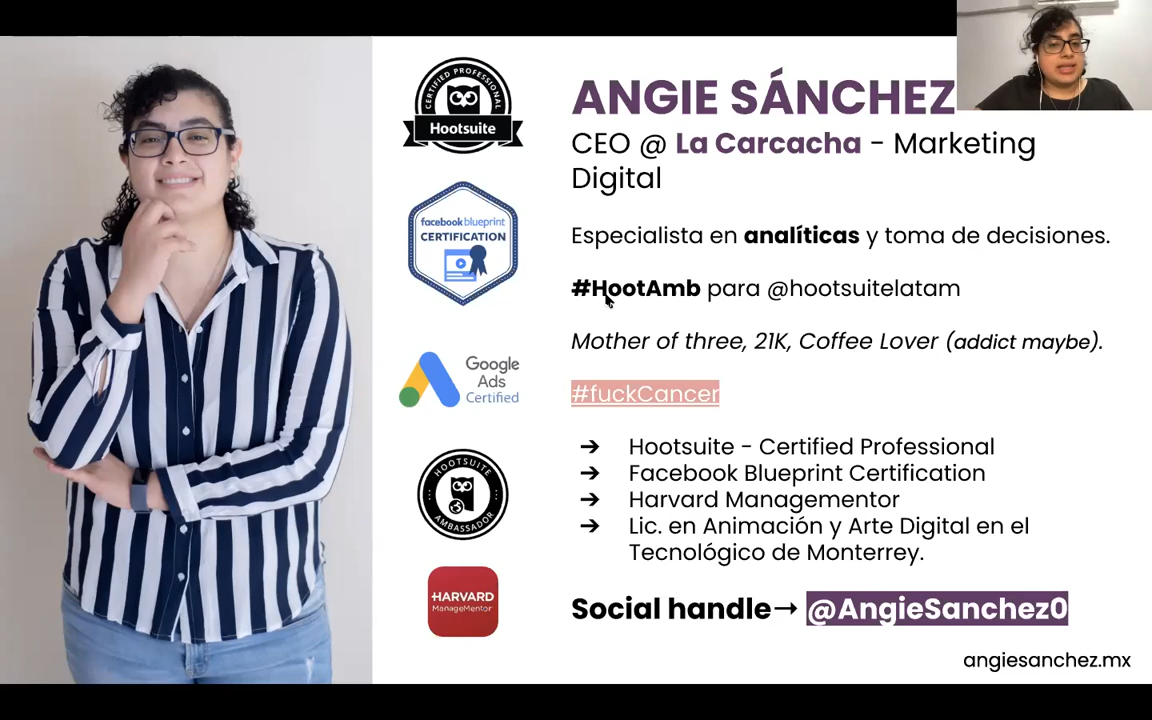 CERTIFIED PROFESSIONAL
Hootsuite
facebook blueprint
CERTIFICATION
Google
Ads
Certified
HOOTSUITE
AMBASSADOR
HARVARD
ManageMentor
ANGIE SÁNCHEZ
CEO @ La Carcacha - Marketing
Digital
Especialista en analíticas y toma de decisiones.
#HootAmb para @hootsuitelatam
Mother of three, 21K, Coffee Lover (addict maybe).
#fuckCancer
➔ Hootsuite - Certified Professional
➔ Facebook Blueprint Certification
➔ Harvard Managementor
➔ Lic. en Animación y Arte Digital en el
Tecnológico de Monterrey.
Social handle→ @AngieSanchez0
angiesanchez.mx